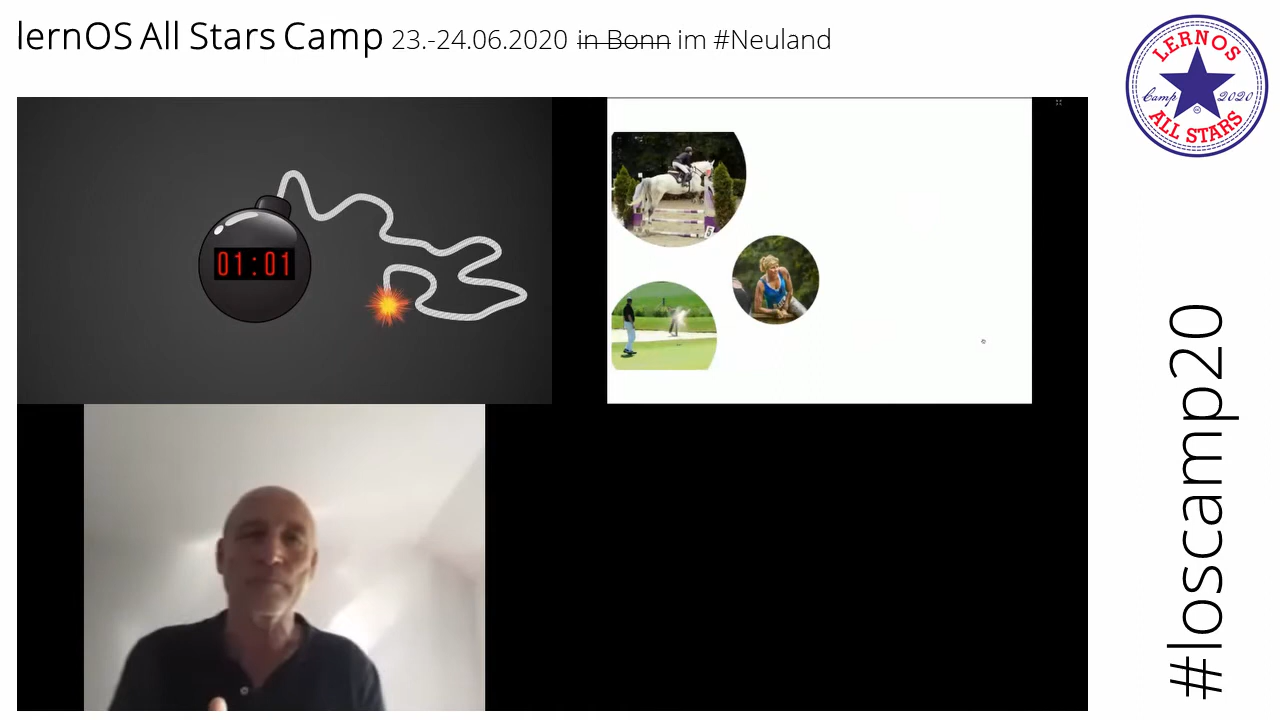 lernOS All Stars Camp 23.-24.06.2020 in Bonn im #Neuland
LERNOS
Camp 2020
ALL STARS
01:01
5
#loscamp20